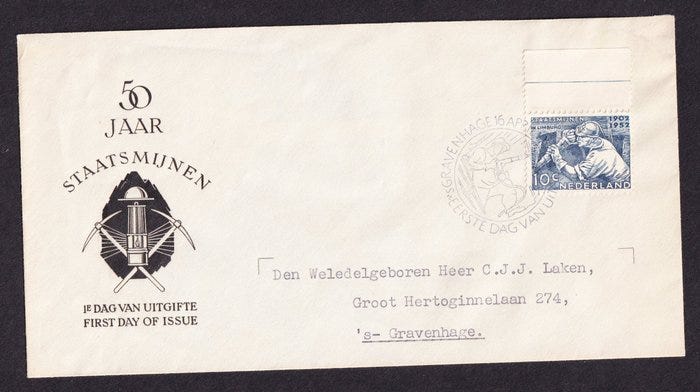 50
JAAR
STAATSMIJNEN
1E DAG VAN UITGIFTE
FIRST DAY OF ISSUE
'S-GRAVENHAGE 16 AP
EERSTE DAG VAN UIT
STAATSMIJNEN 1902
IN LIMBURG 1952
10c NEDERLAND
Den Weledelgeboren Heer C.J.J. Laken,
Groot Hertoginnelaan 274,
's- Gravenhage.